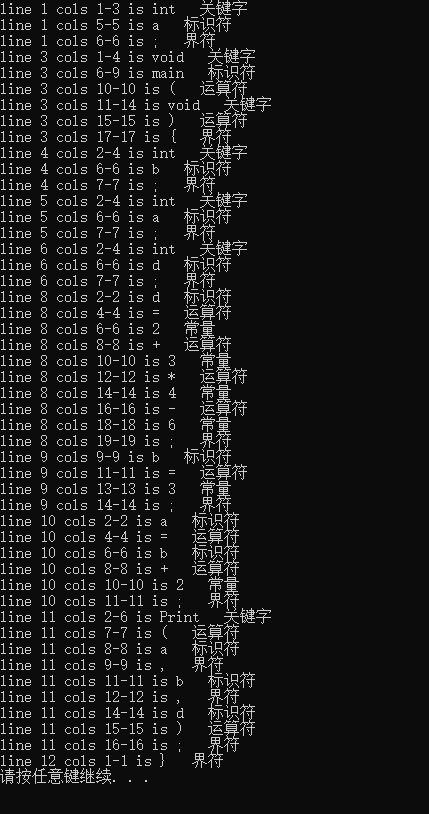 line 1 cols 1-3 is int   关键字
line 1 cols 5-5 is a   标识符
line 1 cols 6-6 is ;   界符
line 3 cols 1-4 is void   关键字
line 3 cols 6-9 is main   标识符
line 3 cols 10-10 is (   运算符
line 3 cols 11-14 is void   关键字
line 3 cols 15-15 is )   运算符
line 3 cols 17-17 is {   界符
line 4 cols 2-4 is int   关键字
line 4 cols 6-6 is b   标识符
line 4 cols 7-7 is ;   界符
line 5 cols 2-4 is int   关键字
line 5 cols 6-6 is a   标识符
line 5 cols 7-7 is ;   界符
line 6 cols 2-4 is int   关键字
line 6 cols 6-6 is d   标识符
line 6 cols 7-7 is ;   界符
line 8 cols 2-2 is d   标识符
line 8 cols 4-4 is =   运算符
line 8 cols 6-6 is 2   常量
line 8 cols 8-8 is +   运算符
line 8 cols 10-10 is 3   常量
line 8 cols 12-12 is *   运算符
line 8 cols 14-14 is 4   常量
line 8 cols 16-16 is -   运算符
line 8 cols 18-18 is 6   常量
line 8 cols 19-19 is ;   界符
line 9 cols 9-9 is b   标识符
line 9 cols 11-11 is =   运算符
line 9 cols 13-13 is 3   常量
line 9 cols 14-14 is ;   界符
line 10 cols 2-2 is a   标识符
line 10 cols 4-4 is =   运算符
line 10 cols 6-6 is b   标识符
line 10 cols 8-8 is +   运算符
line 10 cols 10-10 is 2   常量
line 10 cols 11-11 is ;   界符
line 11 cols 2-6 is Print   关键字
line 11 cols 7-7 is (   运算符
line 11 cols 8-8 is a   标识符
line 11 cols 9-9 is ,   界符
line 11 cols 11-11 is b   标识符
line 11 cols 12-12 is ,   界符
line 11 cols 14-14 is d   标识符
line 11 cols 15-15 is )   运算符
line 11 cols 16-16 is ;   界符
line 12 cols 1-1 is }   界符
请按任意键继续. . .